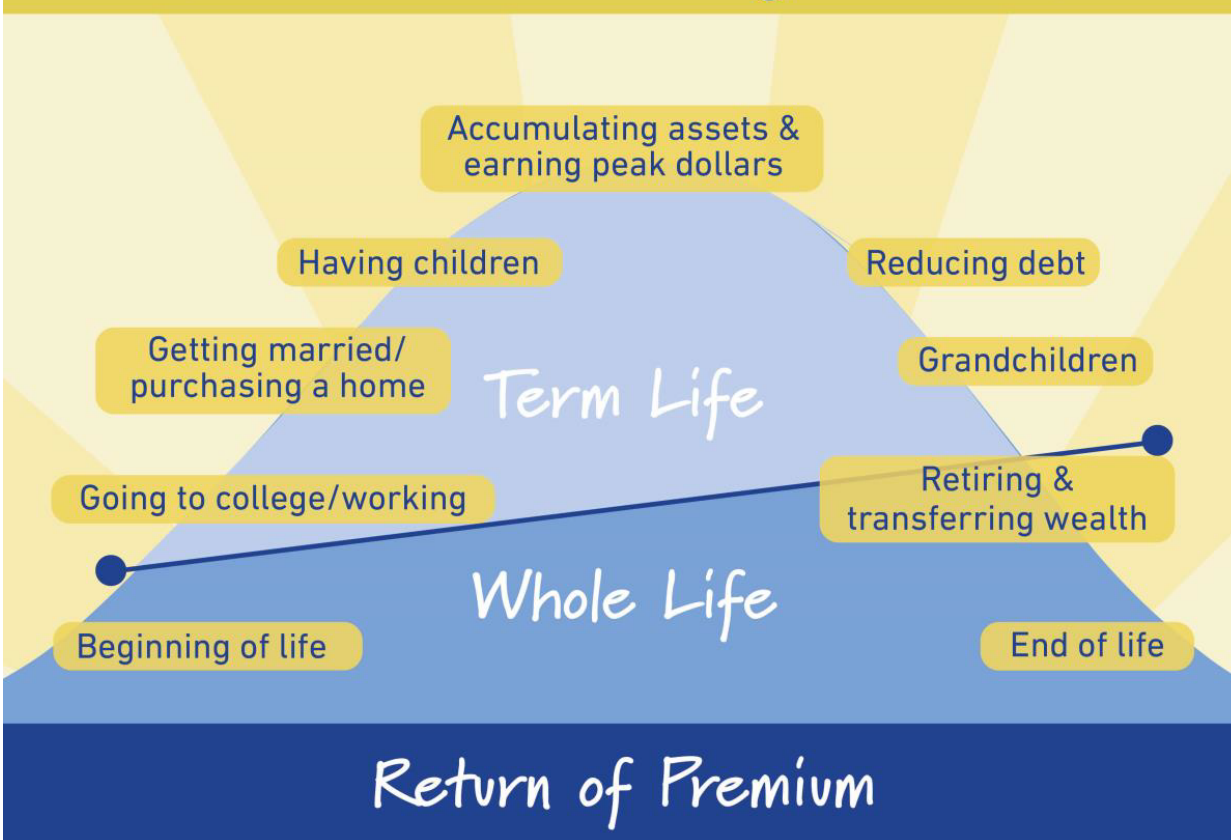 Accumulating assets &
earning peak dollars
Having children
Reducing debt
Getting married/
purchasing a home
Grandchildren
Term Life
Going to college/working
Retiring &
transferring wealth
Whole Life
Beginning of life
End of life
Return of Premium